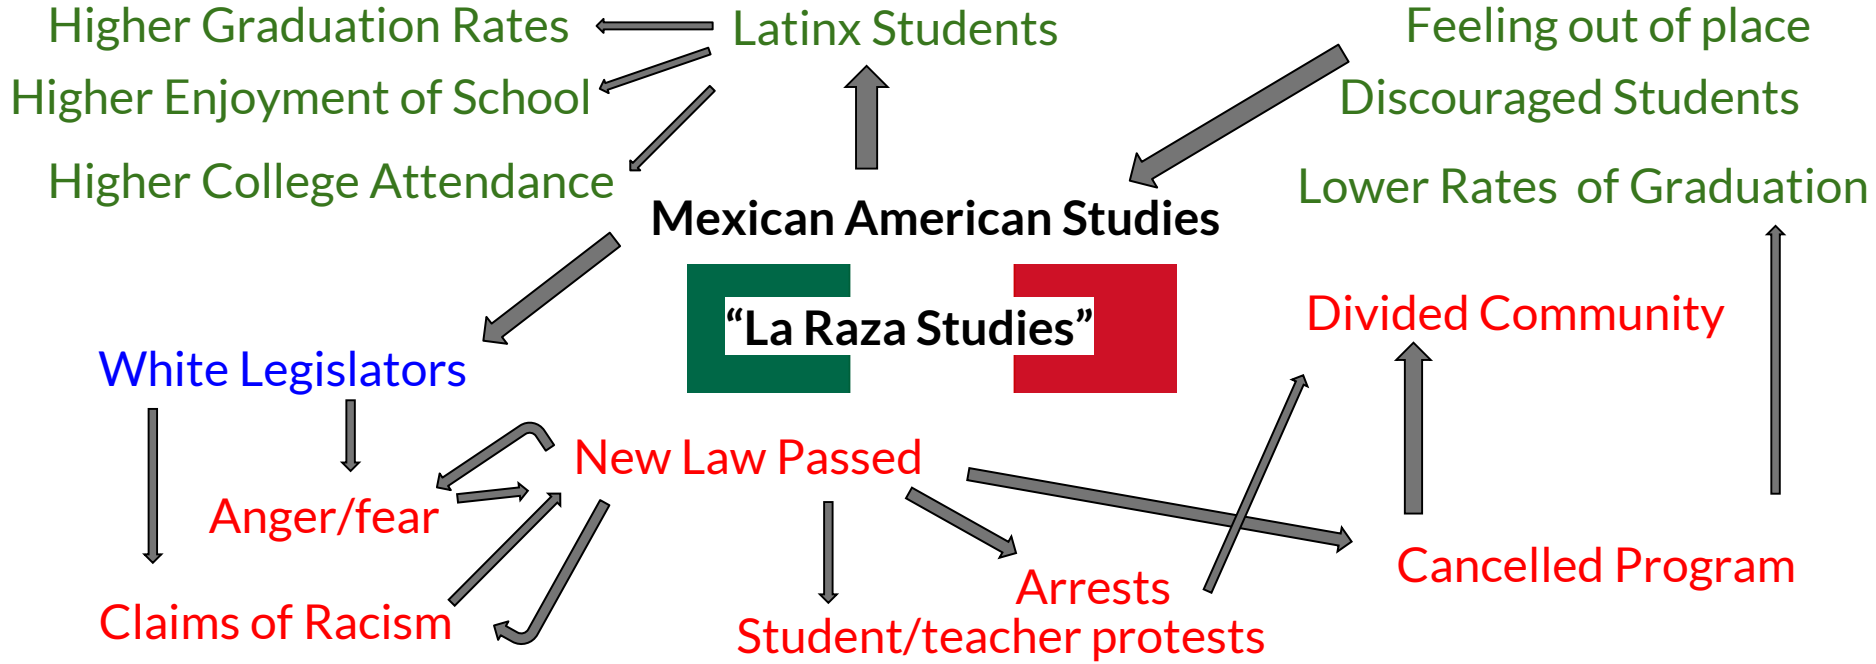 Higher Graduation Rates
Latinx Students
Feeling out of place
Higher Enjoyment of School
Discouraged Students
Higher College Attendance
Lower Rates of Graduation
Mexican American Studies
“La Raza Studies”
Divided Community
White Legislators
New Law Passed
Anger/fear
Cancelled Program
Arrests
Claims of Racism
Student/teacher protests